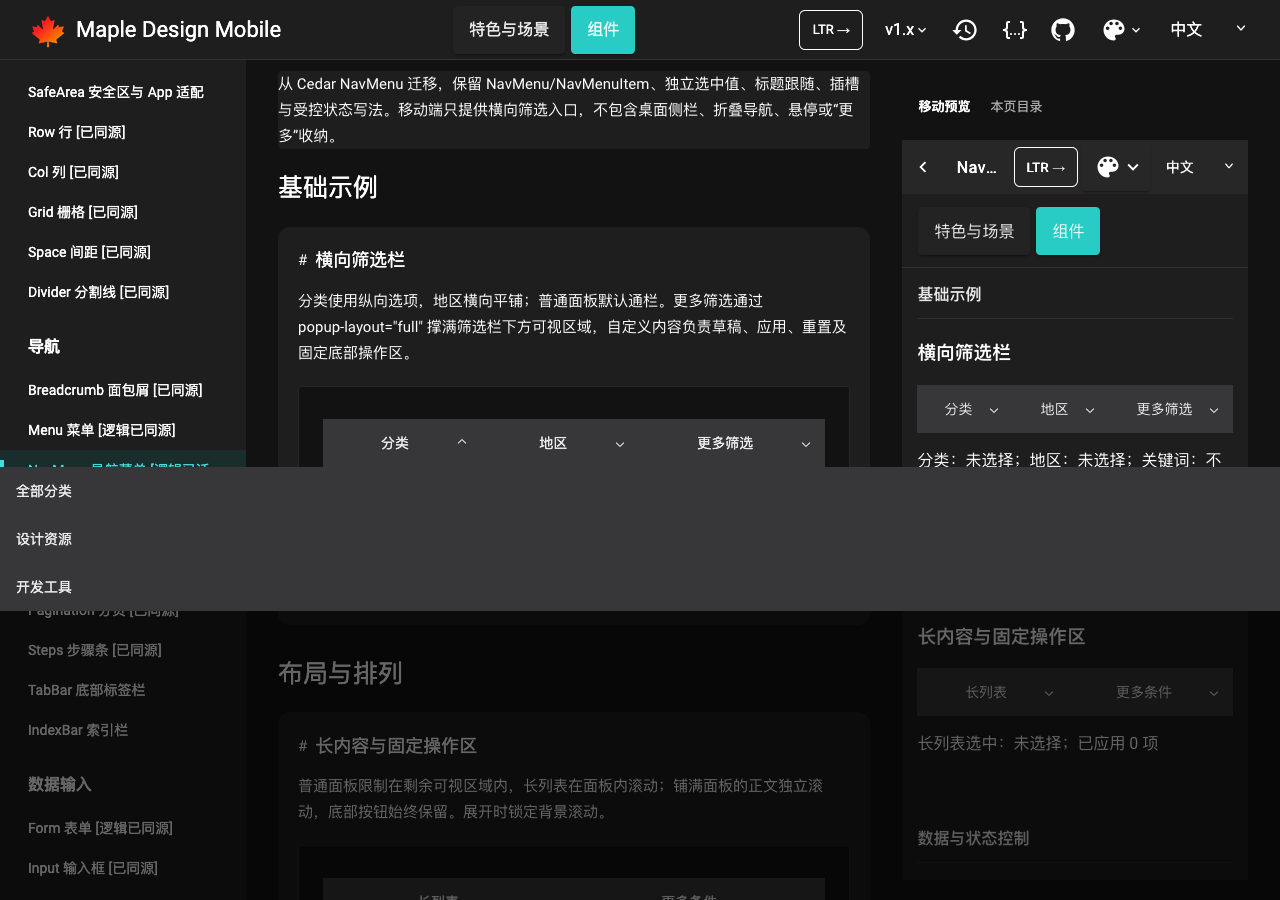 Maple Design Mobile
特色与场景
组件
LTR→
v1.x
{...}
中文
SafeArea 安全区与 App 适配
Row 行 [已同源]
Col 列 [已同源]
Grid 栅格 [已同源]
Space 间距 [已同源]
Divider 分割线 [已同源]
导航
Breadcrumb 面包屑 [已同源]
Menu 菜单 [逻辑已同源]
从 Cedar NavMenu 迁移，保留 NavMenu/NavMenuItem、独立选中值、标题跟随、插槽
与受控状态写法。移动端只提供横向筛选入口，不包含桌面侧栏、折叠导航、悬停或“更
多”收纳。
基础示例
# 横向筛选栏
分类使用纵向选项，地区横向平铺；普通面板默认通栏。更多筛选通过
popup-layout="full" 撑满筛选栏下方可视区域，自定义内容负责草稿、应用、重置及
固定底部操作区。
分类
地区
更多筛选
移动预览
本页目录
Nav...
LTR→
中文
特色与场景
组件
基础示例
横向筛选栏
分类
地区
更多筛选
分类：未选择；地区：未选择；关键词：不
全部分类
设计资源
开发工具
Pagination 分页 [已同源]
Steps 步骤条 [已同源]
TabBar 底部标签栏
IndexBar 索引栏
数据输入
Form 表单 [逻辑已同源]
Input 输入框 [已同源]
布局与排列
# 长内容与固定操作区
普通面板限制在剩余可视区域内，长列表在面板内滚动；铺满面板的正文独立滚
动，底部按钮始终保留。展开时锁定背景滚动。
长列表
更多条件
长内容与固定操作区
长列表
更多条件
长列表选中：未选择；已应用 0 项
数据与状态控制